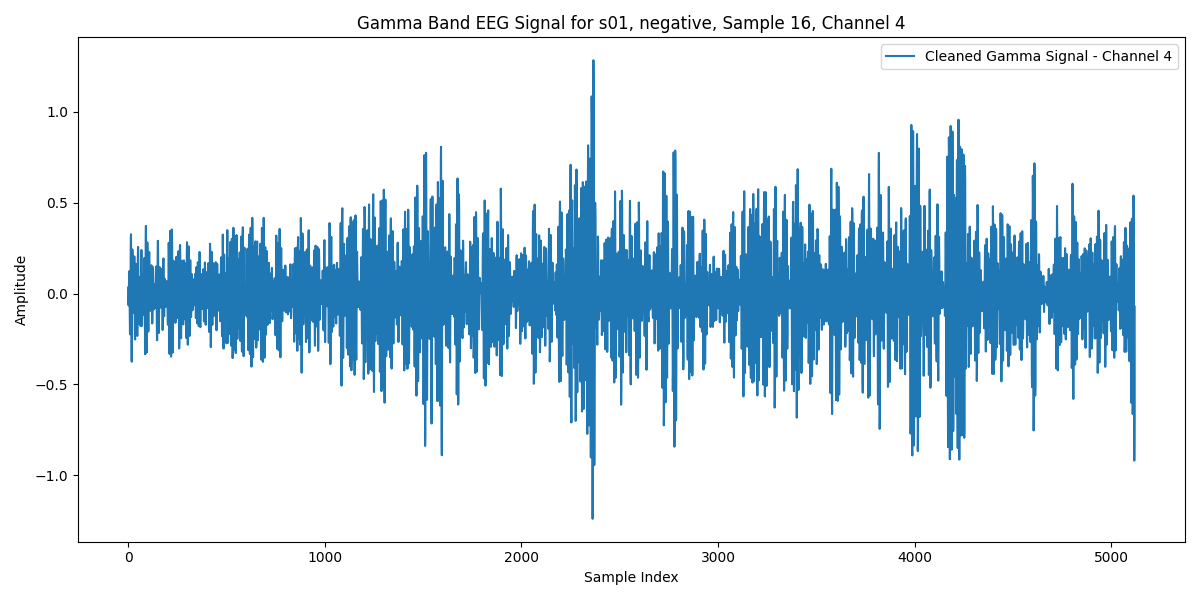 Gamma Band EEG Signal for s01, negative, Sample 16, Channel 4
Cleaned Gamma Signal - Channel 4
1.0
0.5
0.0
−0.5
−1.0
Amplitude
0 1000 2000 3000 4000 5000
Sample Index